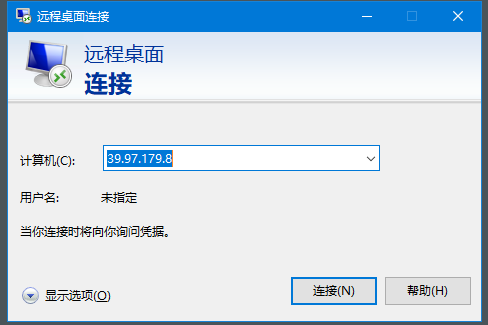 远程桌面连接
远程桌面
连接
计算机(C):
39.97.179.8
用户名:
未指定
当你连接时将向你询问凭据。
显示选项(O)
连接(N)
帮助(H)